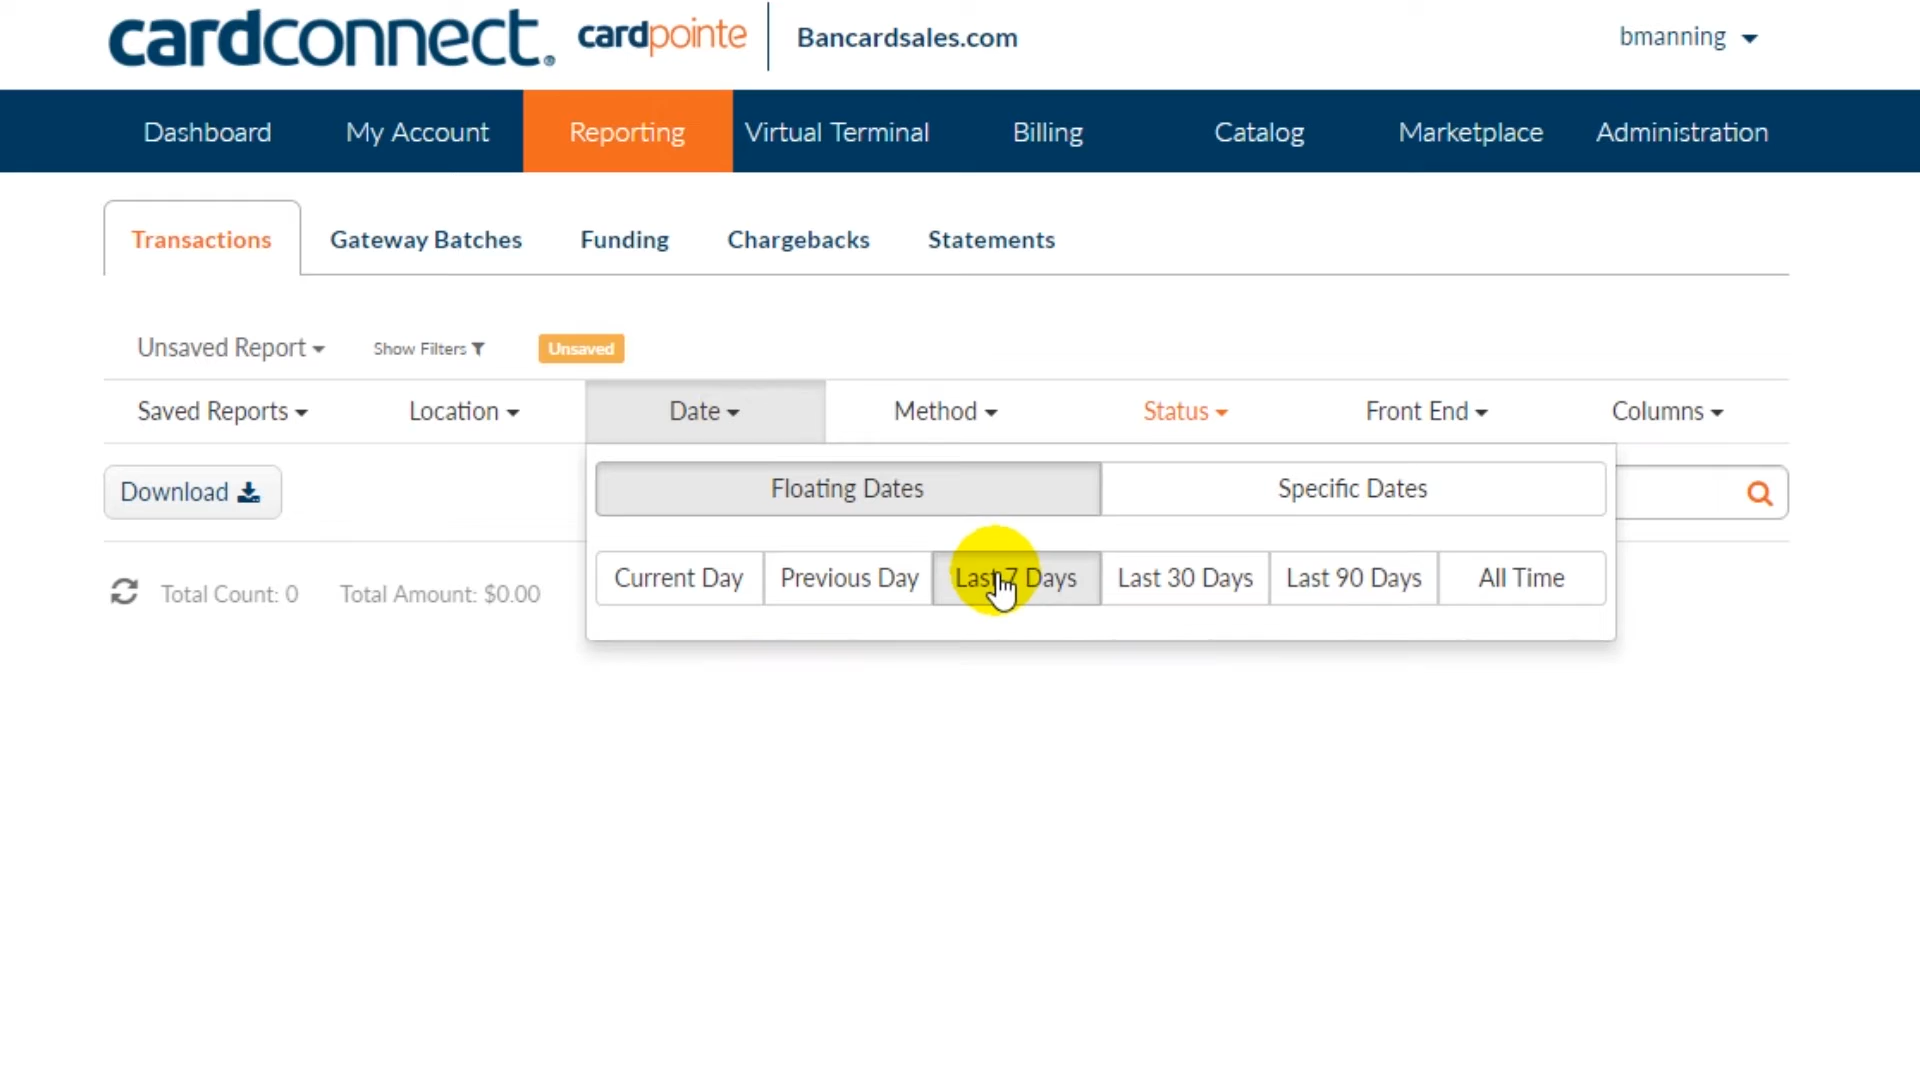 cardconnect. cardpointe Bancardsales.com bmanning
Dashboard My Account Reporting Virtual Terminal Billing Catalog Marketplace Administration
Transactions Gateway Batches Funding Chargebacks Statements
Unsaved Report Show Filters Unsaved
Saved Reports Location Date Method Status Front End Columns
Download Floating Dates Specific Dates
Current Day Previous Day Last 7 Days Last 30 Days Last 90 Days All Time
Total Count: 0 Total Amount: $0.00